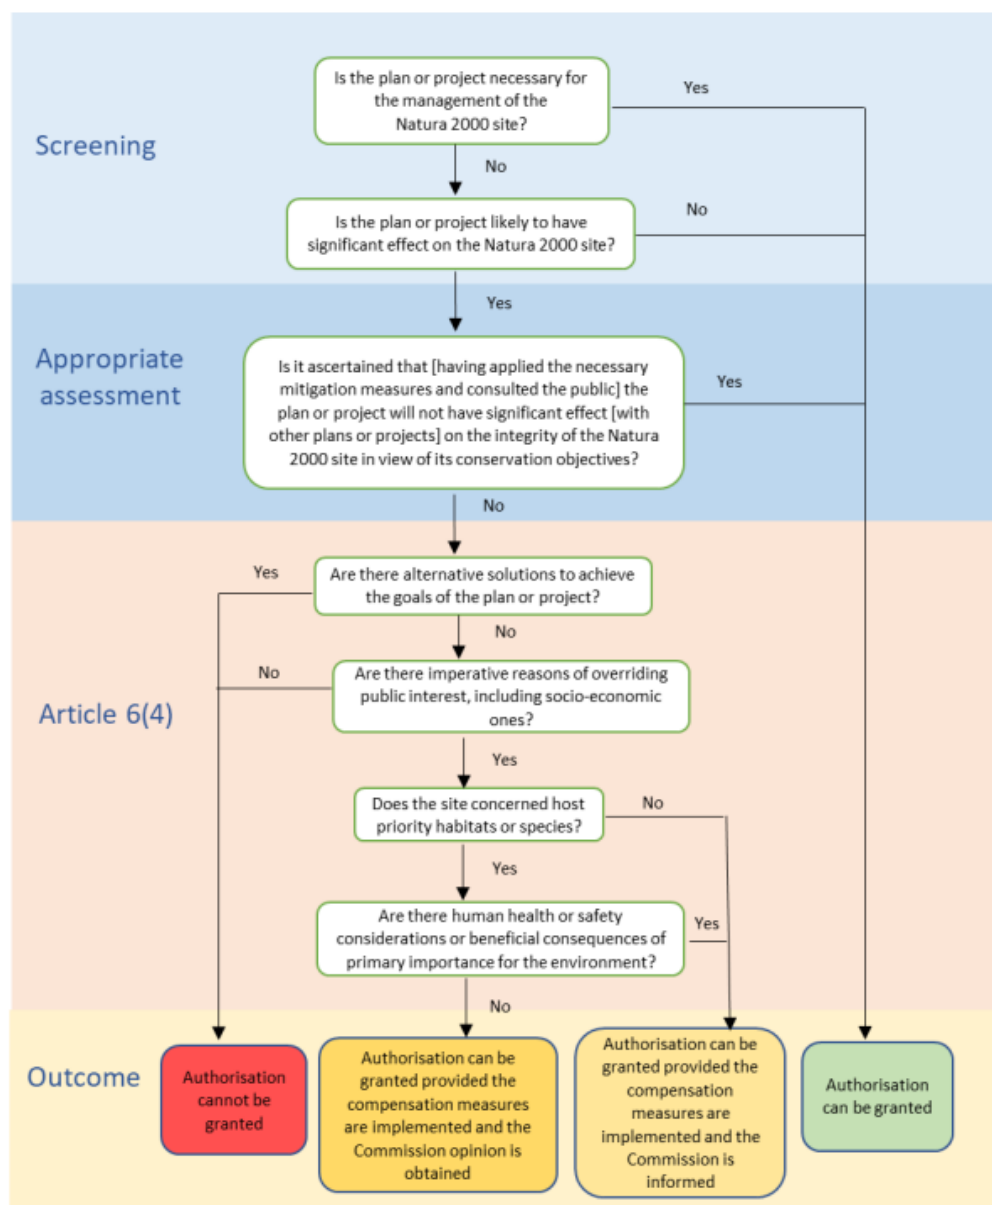 Screening
Is the plan or project necessary for
the management of the
Natura 2000 site?
Yes
No
Is the plan or project likely to have
significant effect on the Natura 2000 site?
No
Yes
Appropriate
assessment
Is it ascertained that [having applied the necessary
mitigation measures and consulted the public] the
plan or project will not have significant effect [with
other plans or projects] on the integrity of the Natura
2000 site in view of its conservation objectives?
Yes
No
Article 6(4)
Are there alternative solutions to achieve
the goals of the plan or project?
Yes
No
Are there imperative reasons of overriding
public interest, including socio-economic
ones?
No
Yes
Does the site concerned host
priority habitats or species?
No
Yes
Are there human health or safety
considerations or beneficial consequences of
primary importance for the environment?
Yes
No
Outcome
Authorisation
cannot be
granted
Authorisation can be
granted provided the
compensation measures
are implemented and the
Commission opinion is
obtained
Authorisation can be
granted provided the
compensation
measures are
implemented and the
Commission is
informed
Authorisation
can be granted